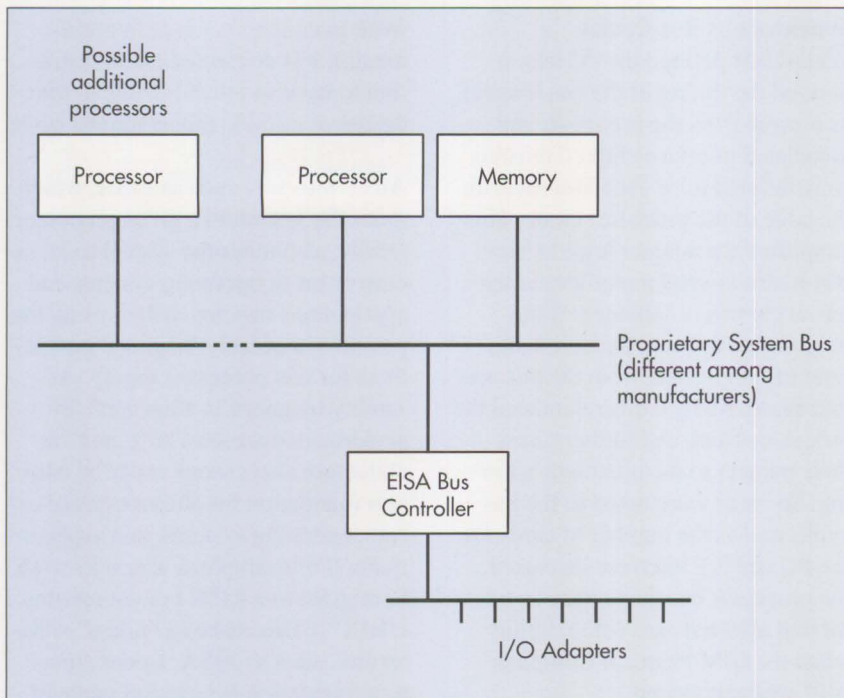 Possible
additional
processors
Processor
Processor
Memory
Proprietary System Bus
(different among
manufacturers)
EISA Bus
Controller
I/O Adapters